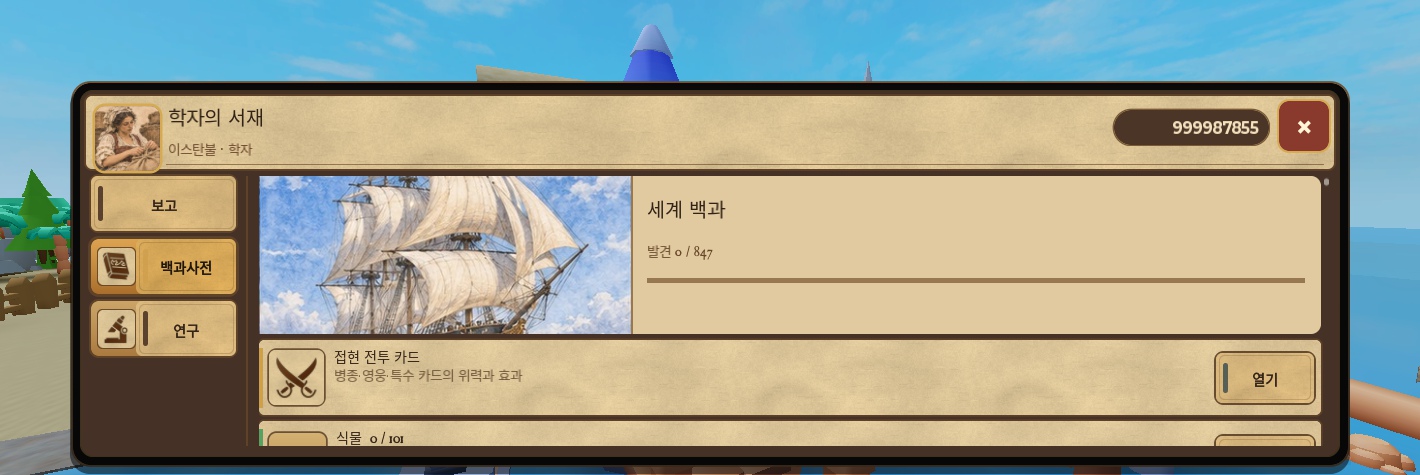 학자의 서재
이스탄불 · 학자
999987855
×
보고
백과사전
연구
세계 백과
발견 0 / 847
접현 전투 카드
병종·영웅·특수 카드의 위력과 효과
열기
식물 0 / 101